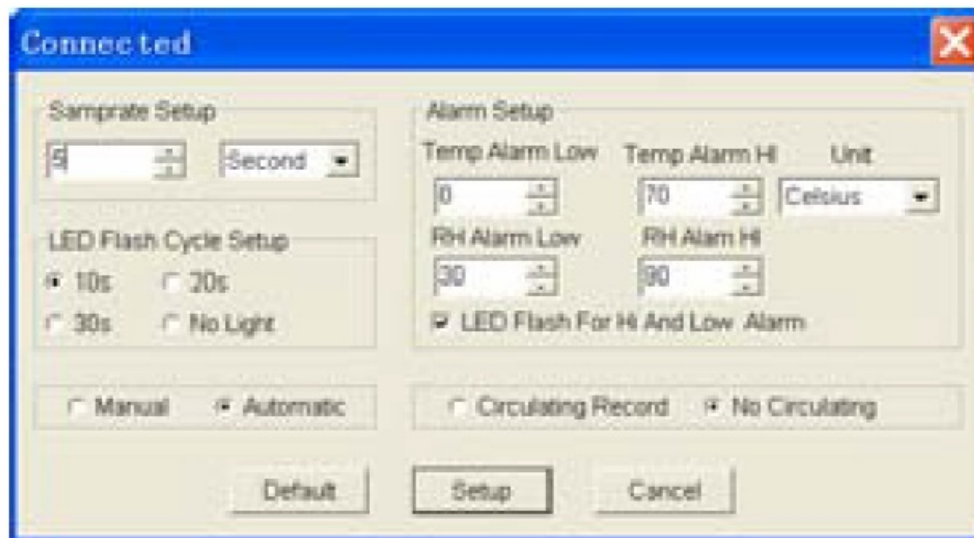 Connected
Samprate Setup
5 Second
LED Flash Cycle Setup
10s 20s
30s No Light
Alarm Setup
Temp Alarm Low Temp Alarm HI Unit
0 70 Celsius
RH Alarm Low RH Alam HI
30 90
LED Flash For Hi And Low Alarm
Manual Automatic
Circulating Record No Circulating
Default Setup Cancel